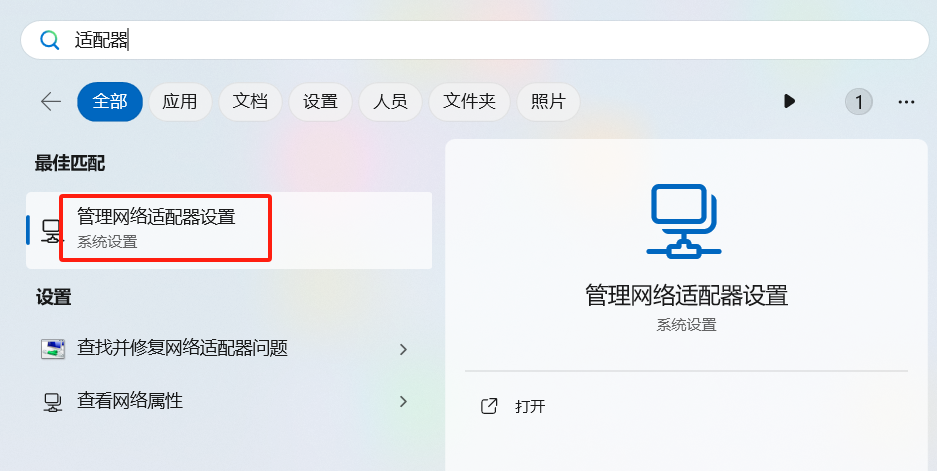 适配器
全部 应用 文档 设置 人员 文件夹 照片 1 ...
最佳匹配
管理网络适配器设置
系统设置
设置
查找并修复网络适配器问题
查看网络属性
管理网络适配器设置
系统设置
打开